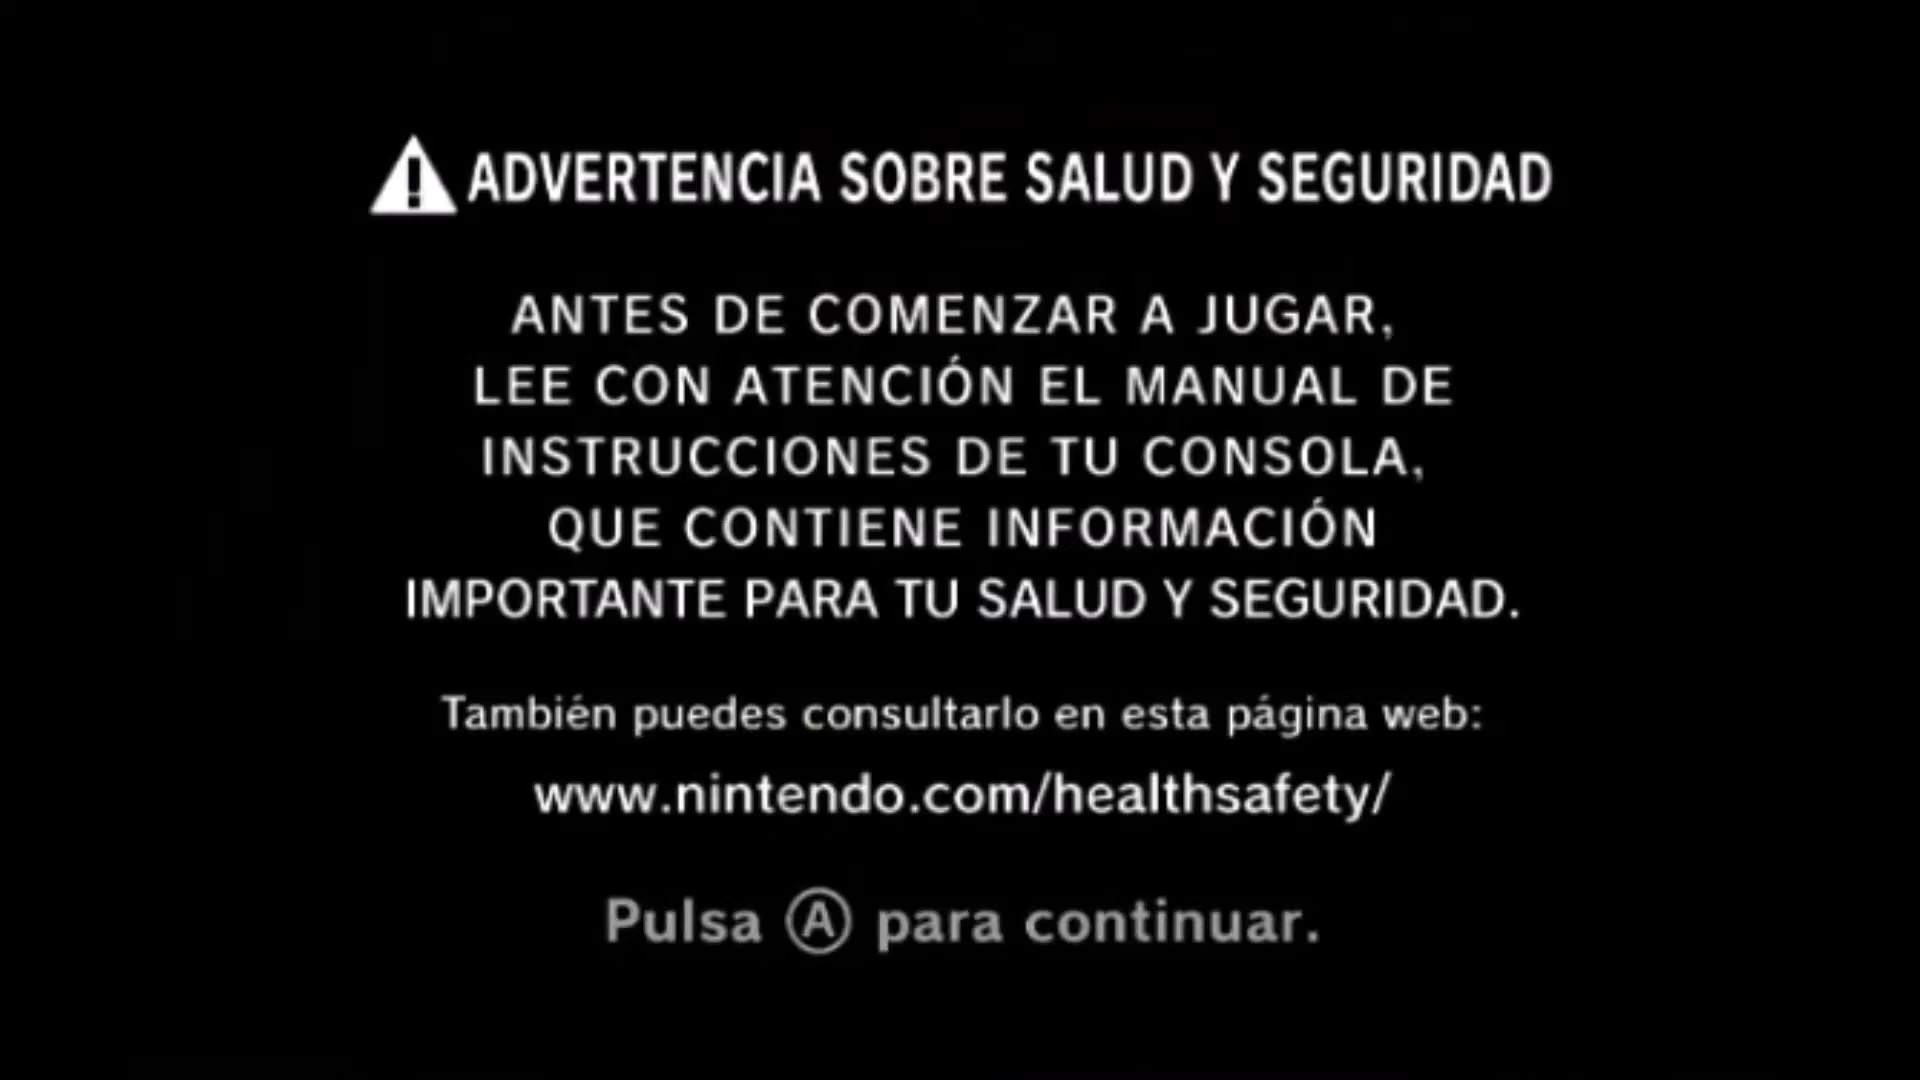 ADVERTENCIA SOBRE SALUD Y SEGURIDAD
ANTES DE COMENZAR A JUGAR,
LEE CON ATENCIÓN EL MANUAL DE
INSTRUCCIONES DE TU CONSOLA,
QUE CONTIENE INFORMACIÓN
IMPORTANTE PARA TU SALUD Y SEGURIDAD.
También puedes consultarlo en esta página web:
www.nintendo.com/healthsafety/
Pulsa Ⓐ para continuar.